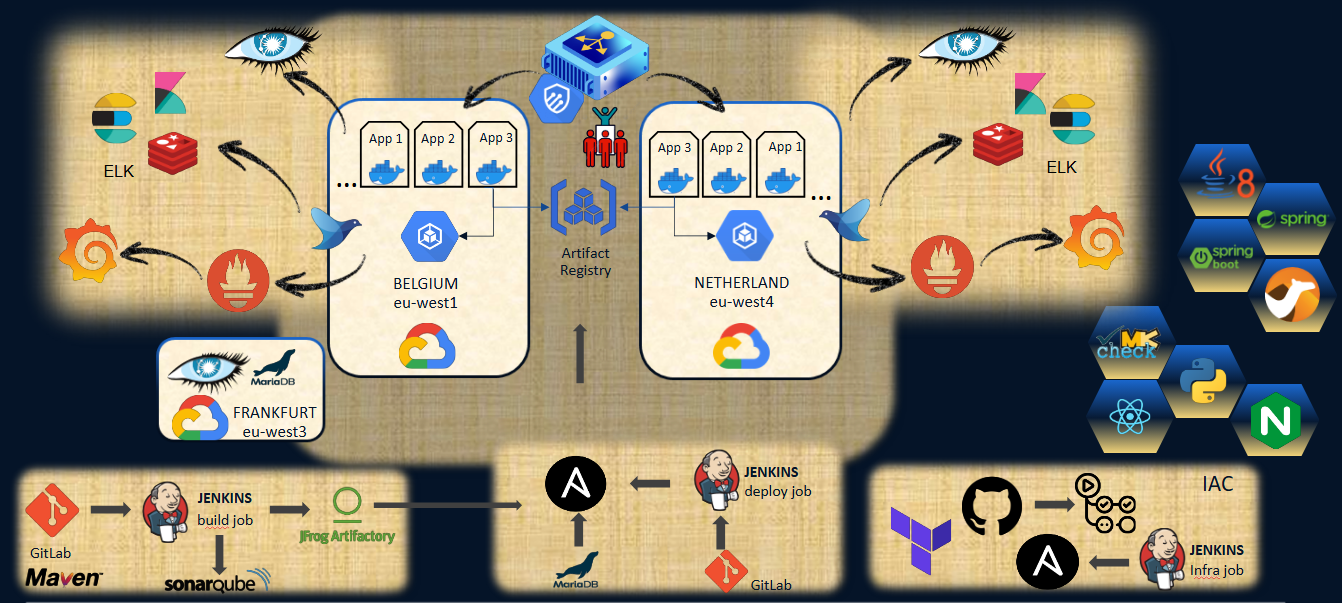 App 1
App 2
App 3
...
App 3
App 2
App 1
...
ELK
ELK
8
spring
spring
boot
Artifact
Registry
BELGIUM
eu-west1
NETHERLAND
eu-west4
MK
check
MariaDB
FRANKFURT
eu-west3
N
JENKINS
build job
JFrog Artifactory
GitLab
Maven™
sonarqube
JENKINS
deploy job
MariaDB
GitLab
IAC
JENKINS
Infra job